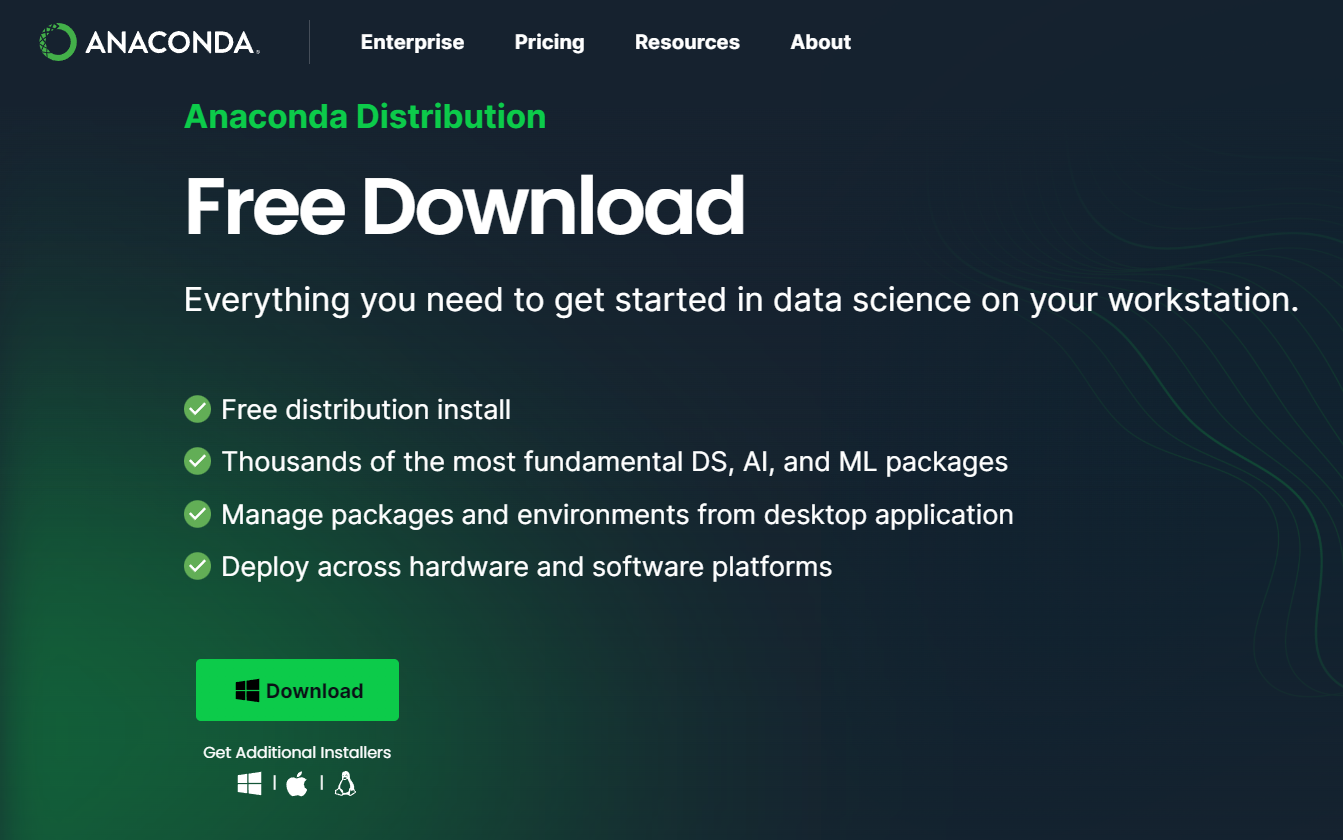 ANACONDA.
Enterprise Pricing Resources About
Anaconda Distribution
Free Download
Everything you need to get started in data science on your workstation.
Free distribution install
Thousands of the most fundamental DS, AI, and ML packages
Manage packages and environments from desktop application
Deploy across hardware and software platforms
Download
Get Additional Installers
| |